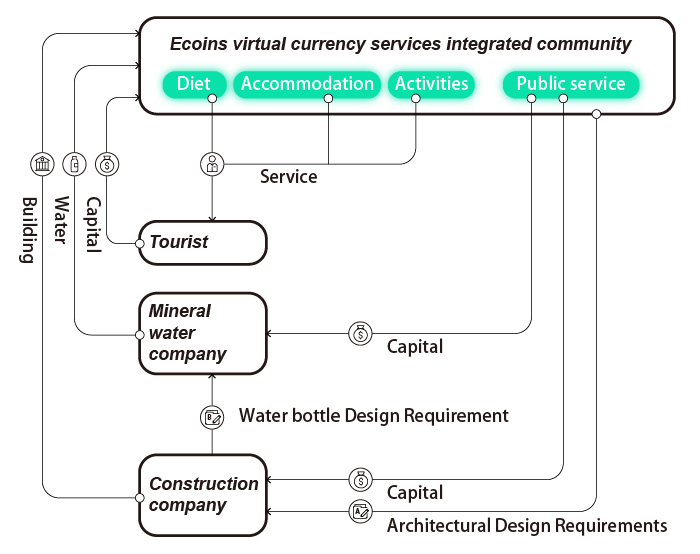 Ecoins virtual currency services integrated community
Diet
Accommodation
Activities
Public service
Service
Building
Water
Capital
Tourist
Mineral
water
company
Capital
Water bottle Design Requirement
B
Construction
company
Capital
A
Architectural Design Requirements